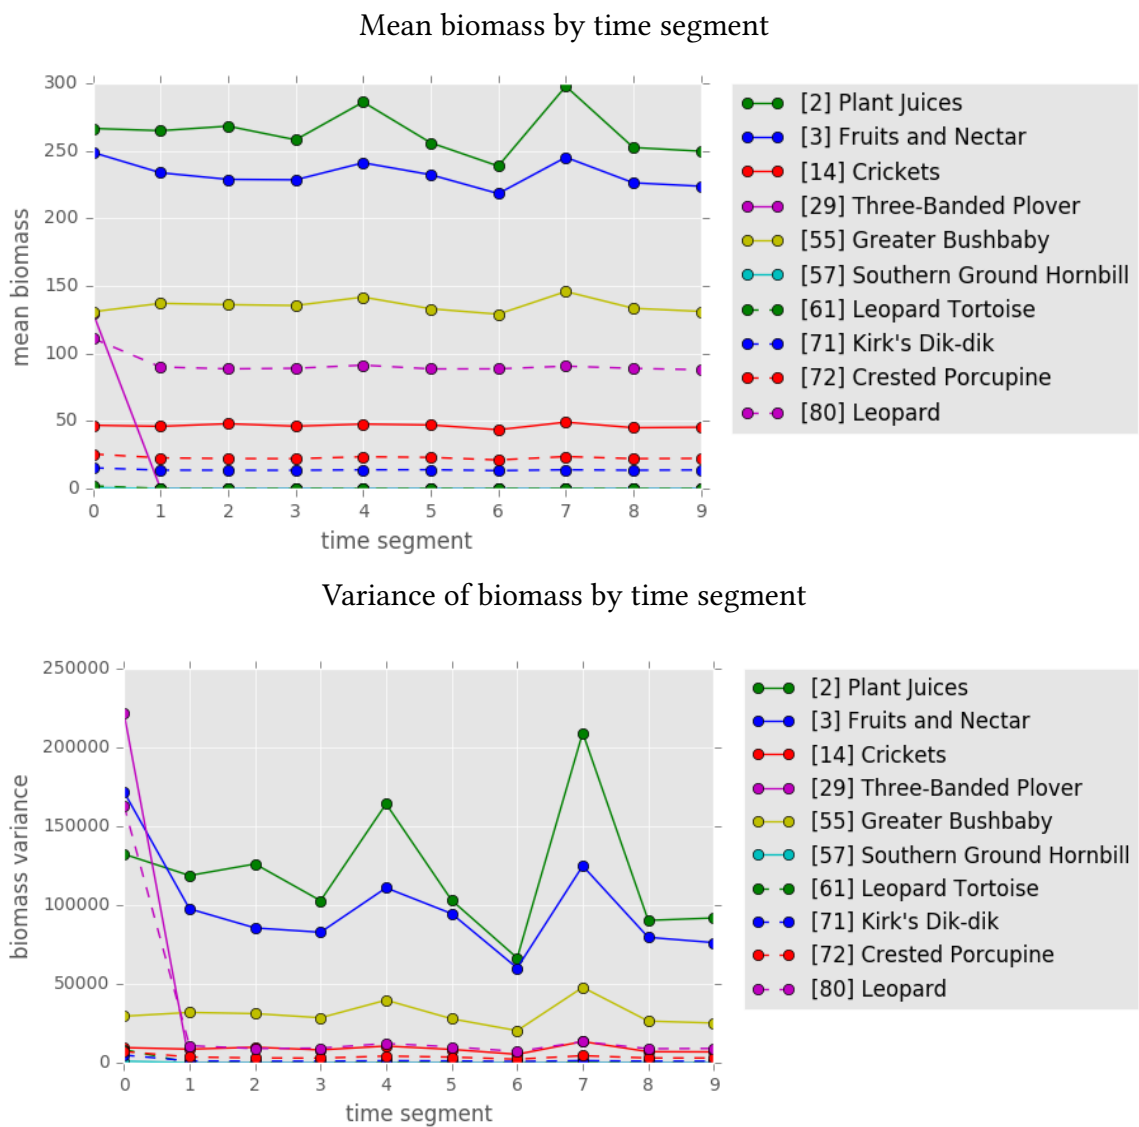 Mean biomass by time segment
300
250
200
150
100
50
0
mean biomass
0 1 2 3 4 5 6 7 8 9
time segment
[2] Plant Juices
[3] Fruits and Nectar
[14] Crickets
[29] Three-Banded Plover
[55] Greater Bushbaby
[57] Southern Ground Hornbill
[61] Leopard Tortoise
[71] Kirk's Dik-dik
[72] Crested Porcupine
[80] Leopard
Variance of biomass by time segment
250000
200000
150000
100000
50000
0
biomass variance
0 1 2 3 4 5 6 7 8 9
time segment
[2] Plant Juices
[3] Fruits and Nectar
[14] Crickets
[29] Three-Banded Plover
[55] Greater Bushbaby
[57] Southern Ground Hornbill
[61] Leopard Tortoise
[71] Kirk's Dik-dik
[72] Crested Porcupine
[80] Leopard